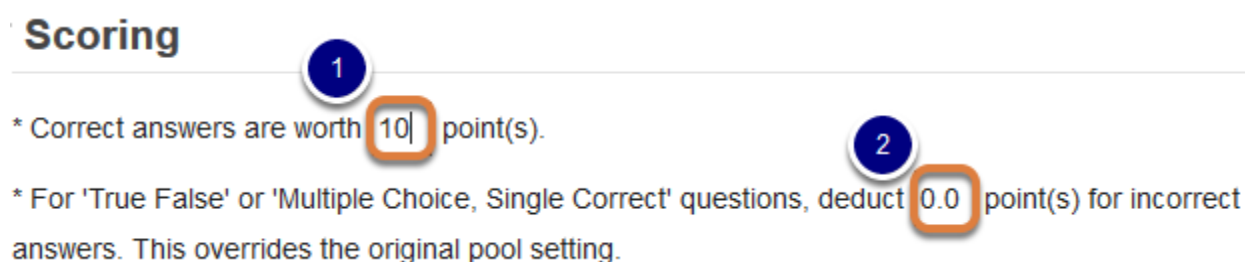 Scoring
1
* Correct answers are worth 10 point(s).
2
* For 'True False' or 'Multiple Choice, Single Correct' questions, deduct 0.0 point(s) for incorrect
answers. This overrides the original pool setting.